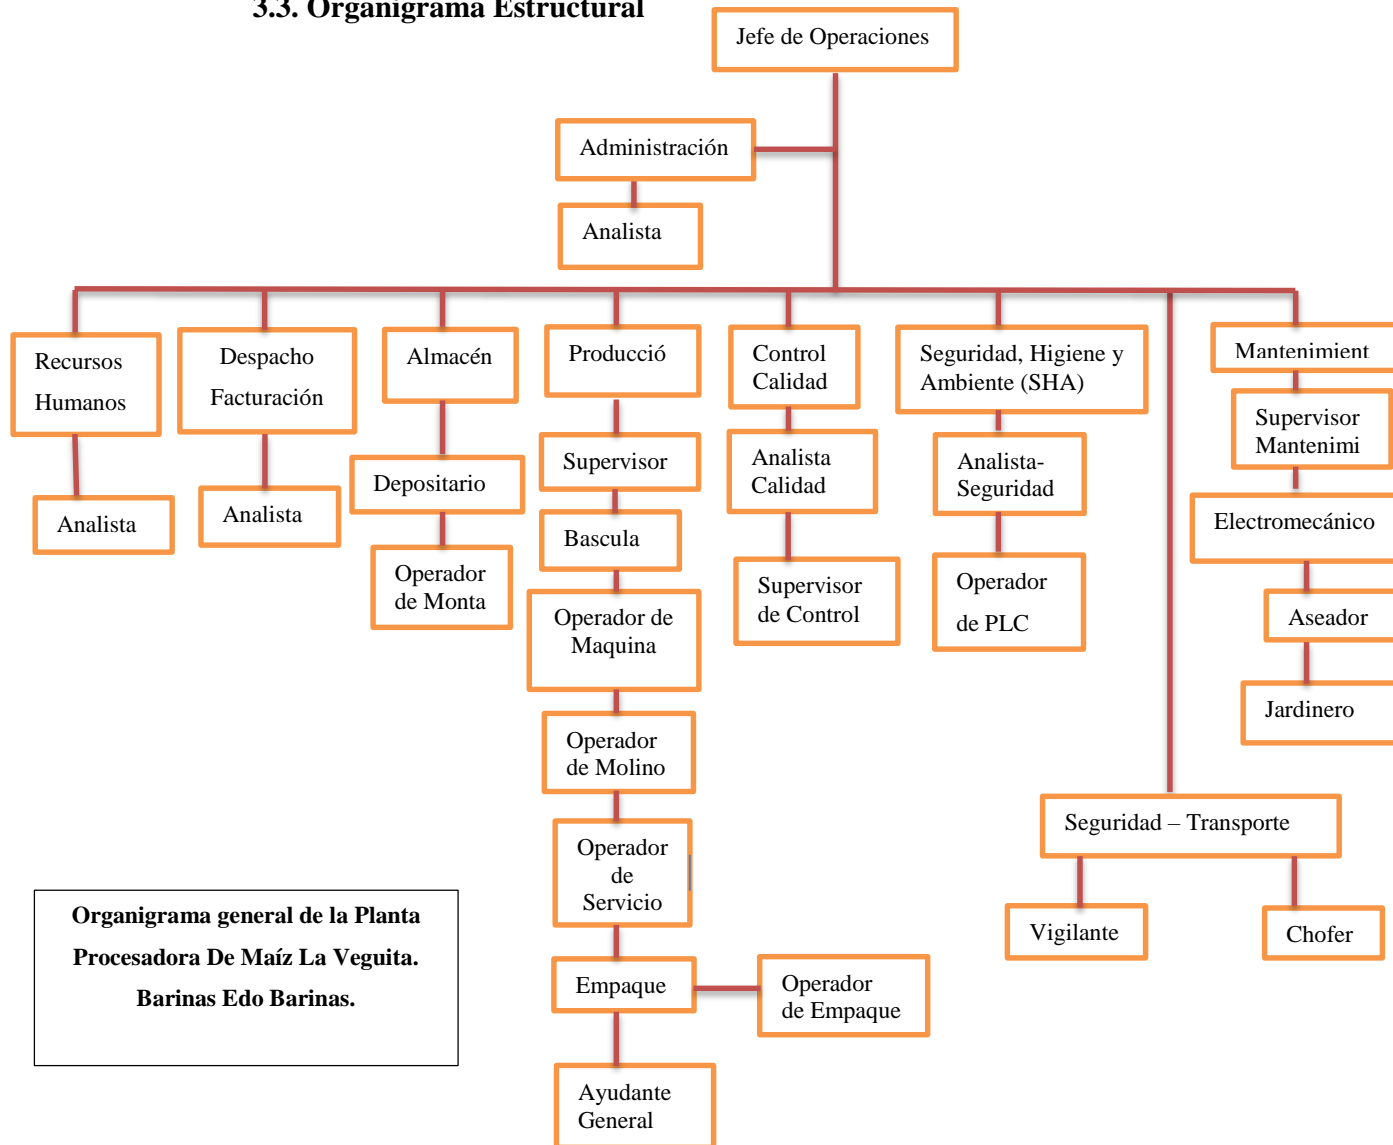 3.3. Organigrama Estructural
Jefe de Operaciones
Administración
Analista
Recursos
Humanos
Analista
Despacho
Facturación
Analista
Almacén
Depositario
Operador
de Monta
Producció
Supervisor
Bascula
Operador de
Maquina
Operador
de Molino
Operador
de
Servicio
Empaque
Operador
de Empaque
Ayudante
General
Control
Calidad
Analista
Calidad
Supervisor
de Control
Seguridad, Higiene y
Ambiente (SHA)
Analista-
Seguridad
Operador
de PLC
Mantenimient
Supervisor
Mantenimi
Electromecánico
Aseador
Jardinero
Seguridad – Transporte
Vigilante
Chofer
Organigrama general de la Planta
Procesadora De Maíz La Veguita.
Barinas Edo Barinas.